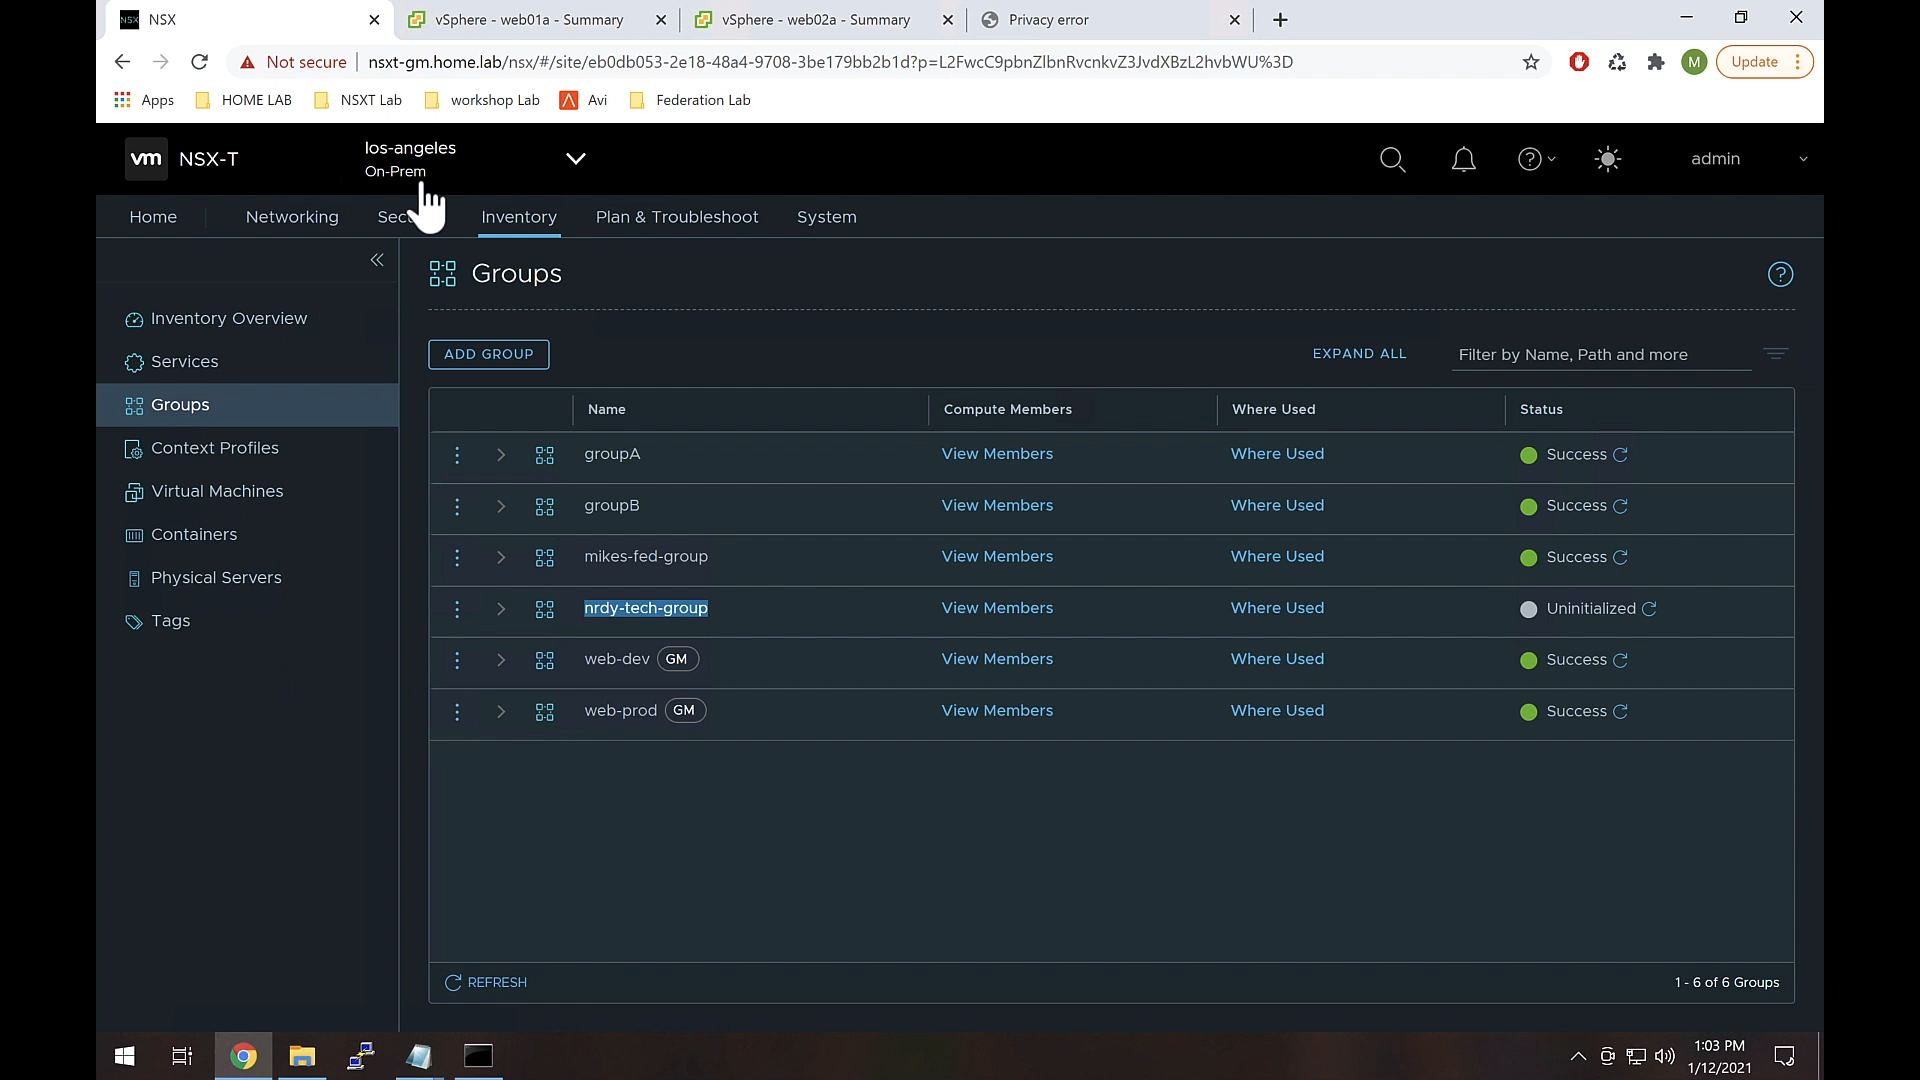 NSX
vSphere - web01a - Summary
vSphere - web02a - Summary
Privacy error
Not secure
nsxt-gm.home.lab/nsx/#/site/eb0db053-2e18-48a4-9708-3be179bb2b1d?p=L2FwcC9pbnZlbnRvcnkvZ3JvdXBzL2hvbWU%3D
M
Update
Apps
HOME LAB
NSXT Lab
workshop Lab
Avi
Federation Lab
vm NSX-T
los-angeles
On-Prem
admin
Home
Networking
Sec
Inventory
Plan & Troubleshoot
System
Inventory Overview
Services
Groups
Context Profiles
Virtual Machines
Containers
Physical Servers
Tags
Groups
ADD GROUP
EXPAND ALL
Filter by Name, Path and more
Name Compute Members Where Used Status
groupA View Members Where Used Success
groupB View Members Where Used Success
mikes-fed-group View Members Where Used Success
nrdy-tech-group View Members Where Used Uninitialized
web-dev GM View Members Where Used Success
web-prod GM View Members Where Used Success
REFRESH
1 - 6 of 6 Groups
1:03 PM
1/12/2021